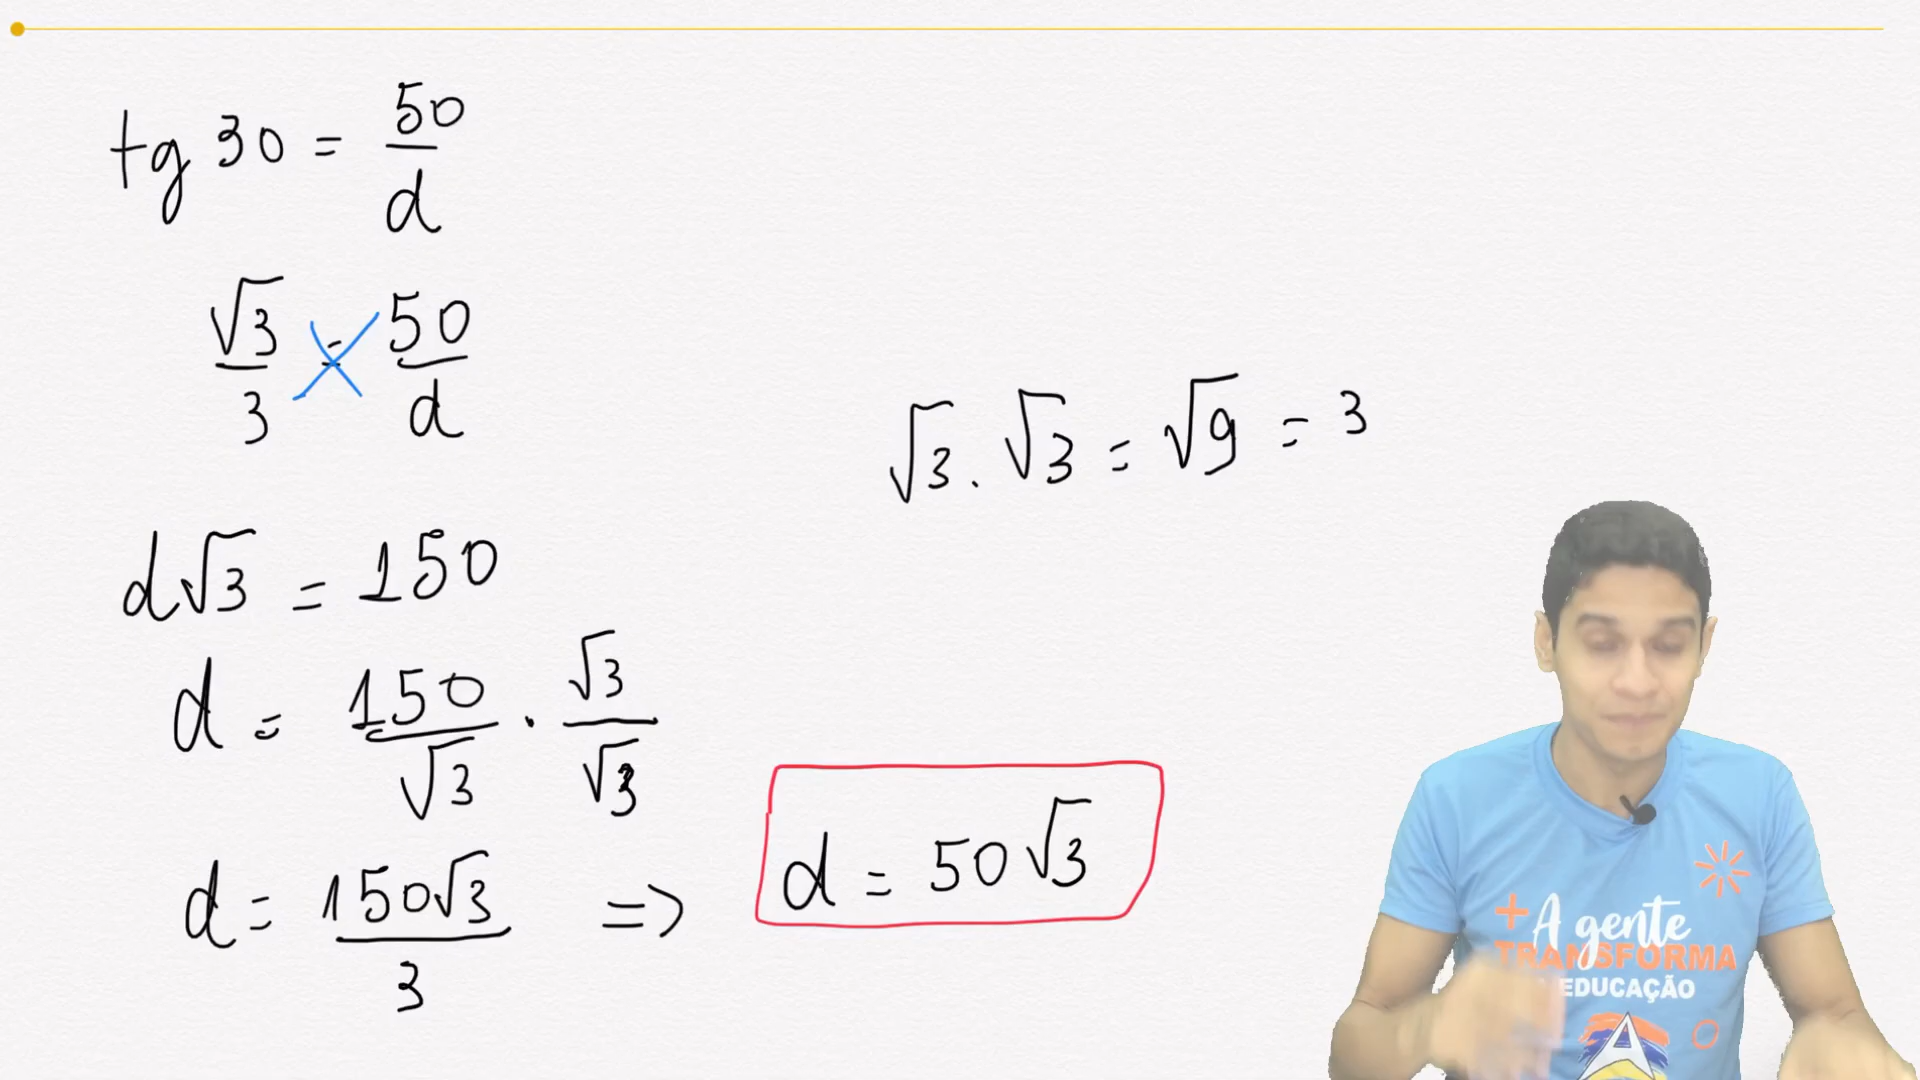 tg 30 = 50/d
√3/3 = 50/d
d√3 = 150
d = 150/√3 . √3/√3
d = 150√3/3 => d = 50√3
√3 . √3 = √9 = 3
+ A gente
TRANSFORMA
EDUCAÇÃO